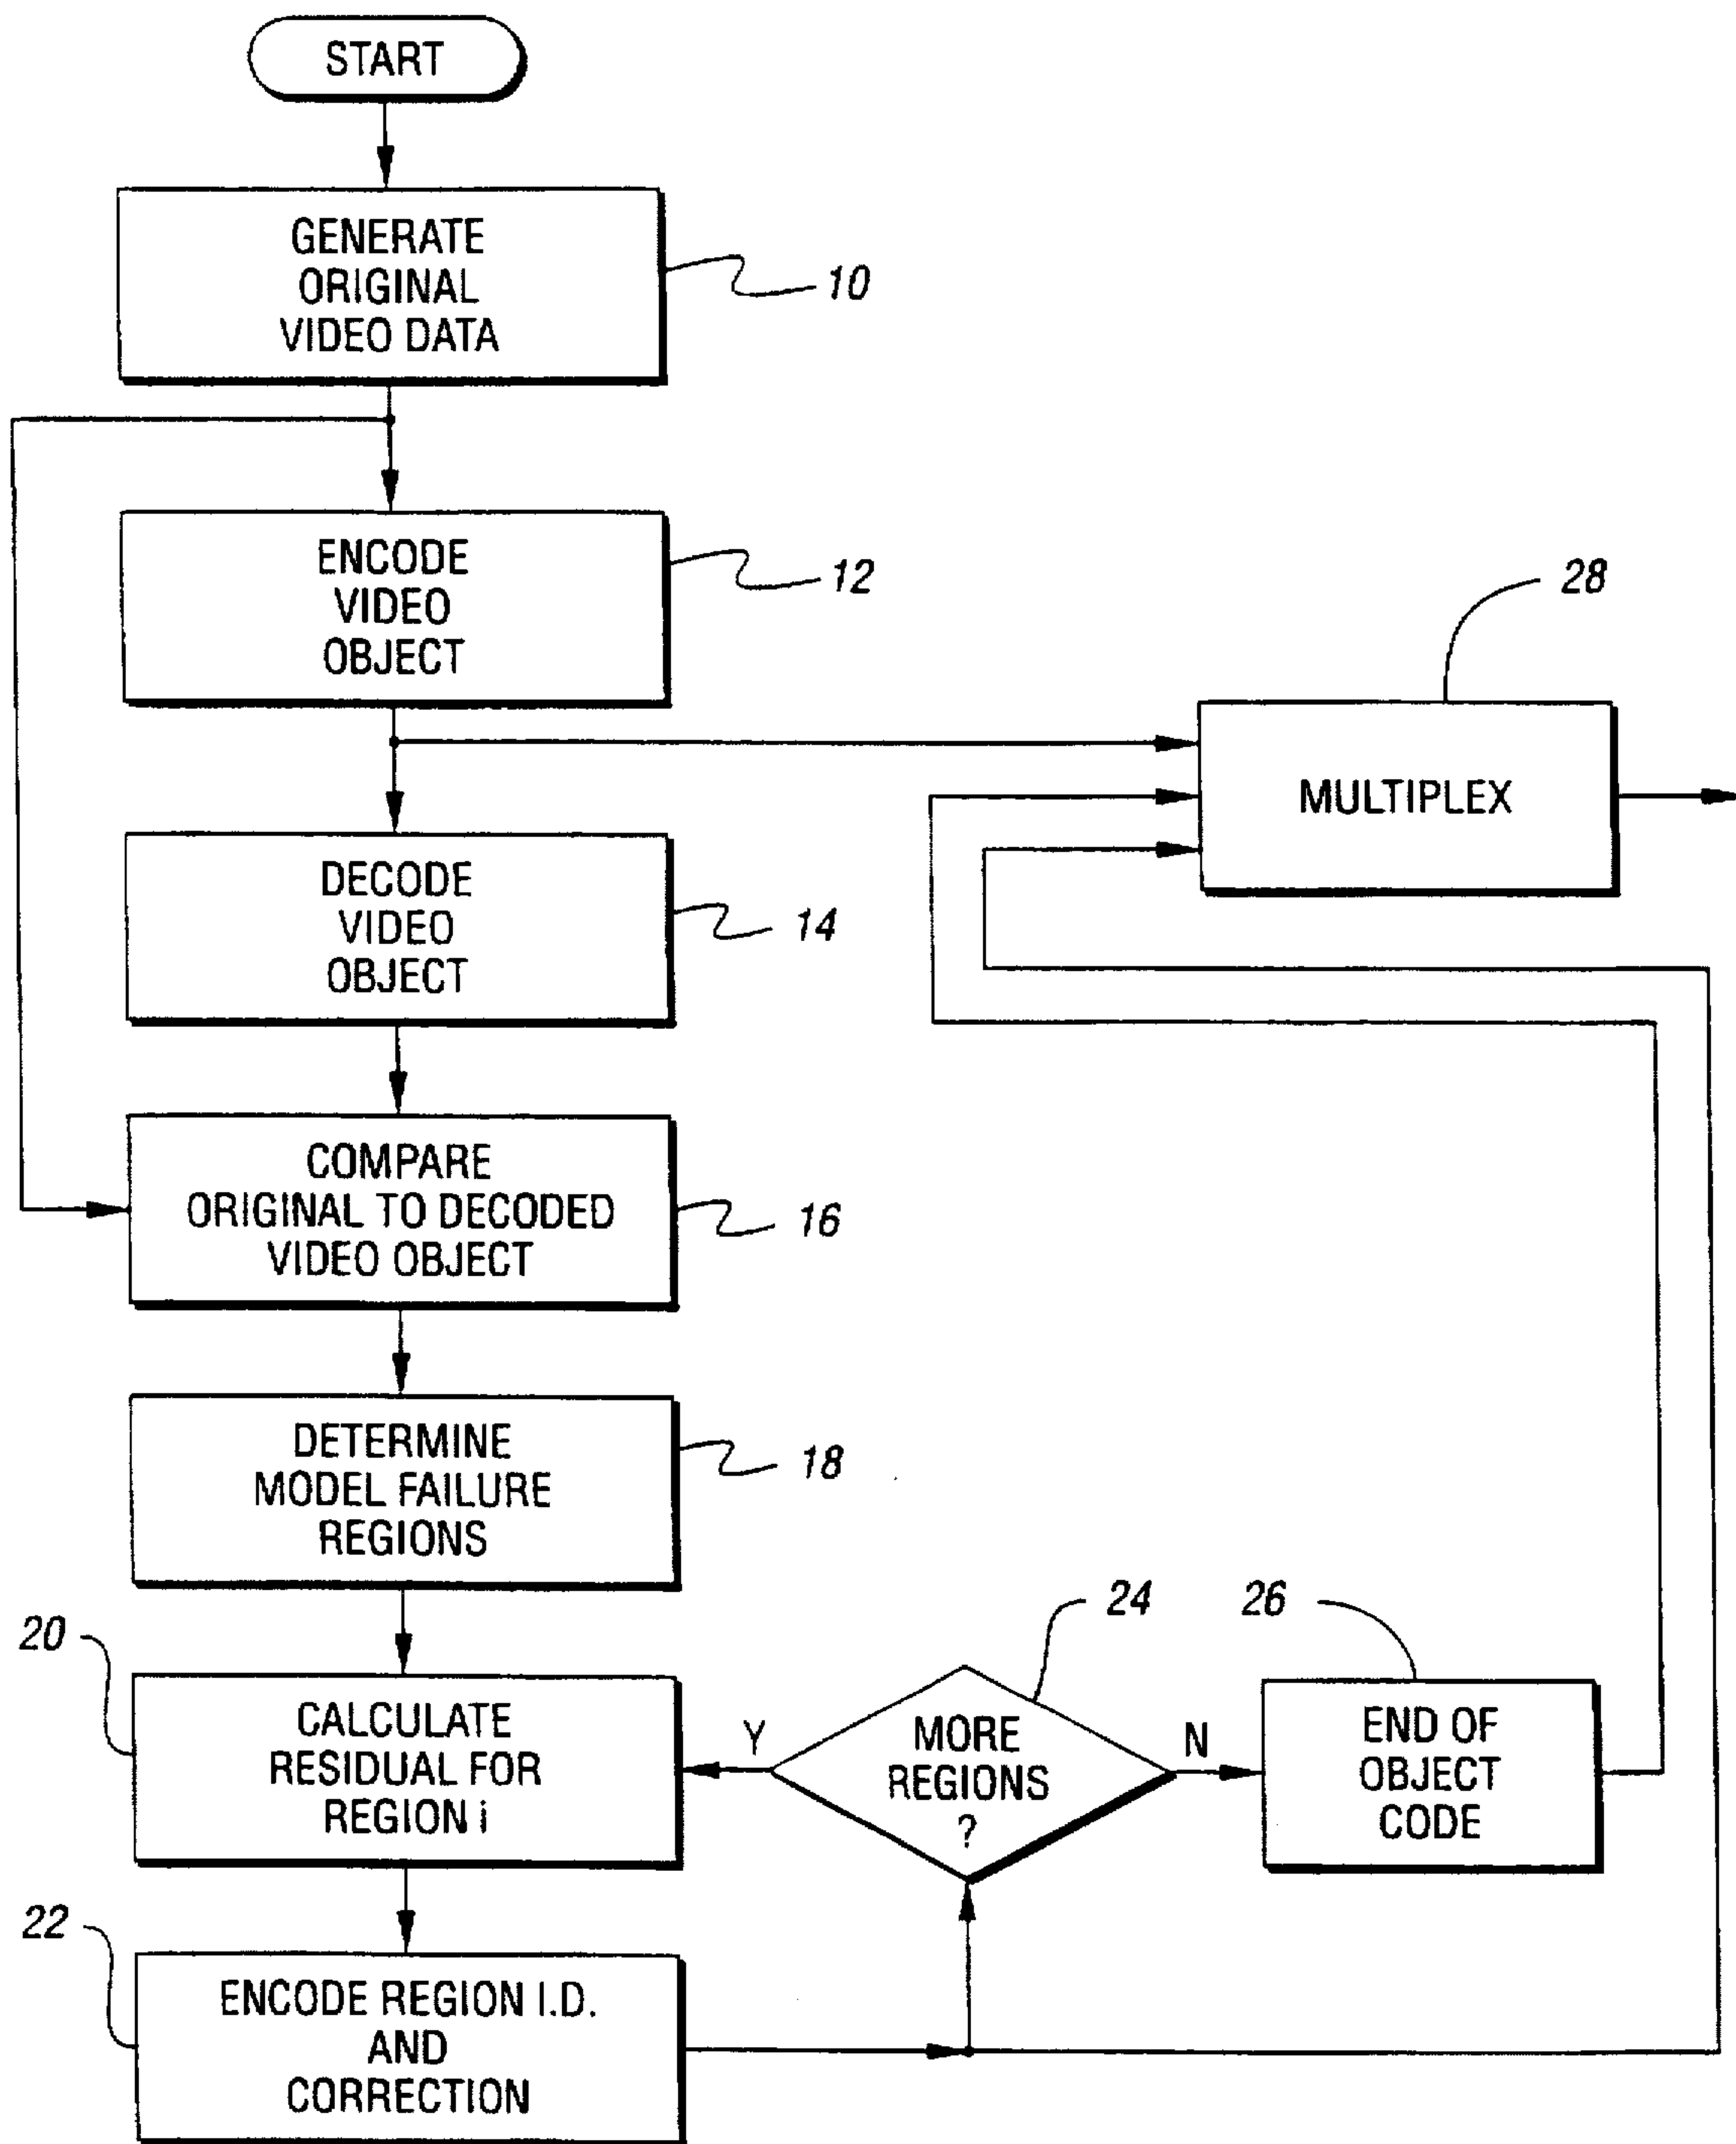 START
GENERATE
ORIGINAL
VIDEO DATA
10
ENCODE
VIDEO
OBJECT
12
28
MULTIPLEX
DECODE
VIDEO
OBJECT
14
COMPARE
ORIGINAL TO DECODED
VIDEO OBJECT
16
DETERMINE
MODEL FAILURE
REGIONS
18
20
CALCULATE
RESIDUAL FOR
REGION i
Y
24
MORE
REGIONS
?
N
26
END OF
OBJECT
CODE
22
ENCODE REGION I.D.
AND
CORRECTION